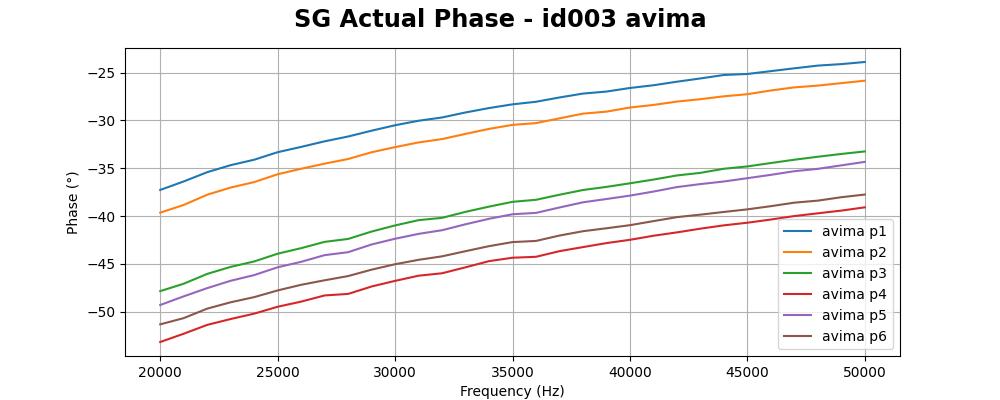 SG Actual Phase - id003 avima
Phase (°)
−25
−30
−35
−40
−45
−50
avima p1
avima p2
avima p3
avima p4
avima p5
avima p6
20000 25000 30000 35000 40000 45000 50000
Frequency (Hz)